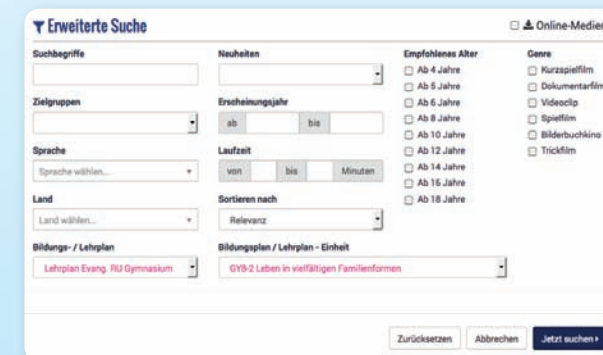 Erweiterte Suche
Online-Medien
Suchbegriffe
Neuheiten
Empfohlenes Alter
Genre
Ab 4 Jahre
Kurzspielfilm
Ab 5 Jahre
Dokumentarfilm
Zielgruppen
Erscheinungsjahr
Ab 6 Jahre
Videoclip
ab
bis
Ab 8 Jahre
Spielfilm
Ab 10 Jahre
Bilderbuchkino
Sprache
Laufzeit
Ab 12 Jahre
Trickfilm
Sprache wählen...
von
bis
Minuten
Ab 14 Jahre
Ab 16 Jahre
Land
Sortieren nach
Ab 18 Jahre
Land wählen...
Relevanz
Bildungs- / Lehrplan
Bildungsplan / Lehrplan - Einheit
Lehrplan Evang. RU Gymnasium
GY8-2 Leben in vielfältigen Familienformen
Zurücksetzen
Abbrechen
Jetzt suchen